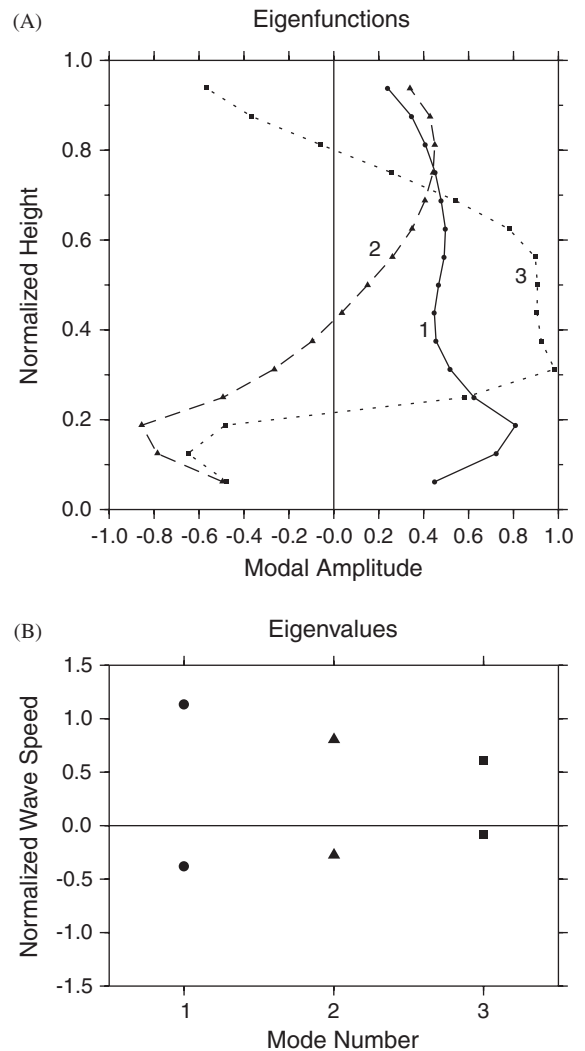 (A)
Eigenfunctions
1.0
0.8
0.6
0.4
0.2
0.0
Normalized Height
2
3
1
-1.0 -0.8 -0.6 -0.4 -0.2 -0.0 0.2 0.4 0.6 0.8 1.0
Modal Amplitude
(B)
Eigenvalues
1.5
1.0
0.5
0.0
-0.5
-1.0
-1.5
Normalized Wave Speed
1 2 3
Mode Number